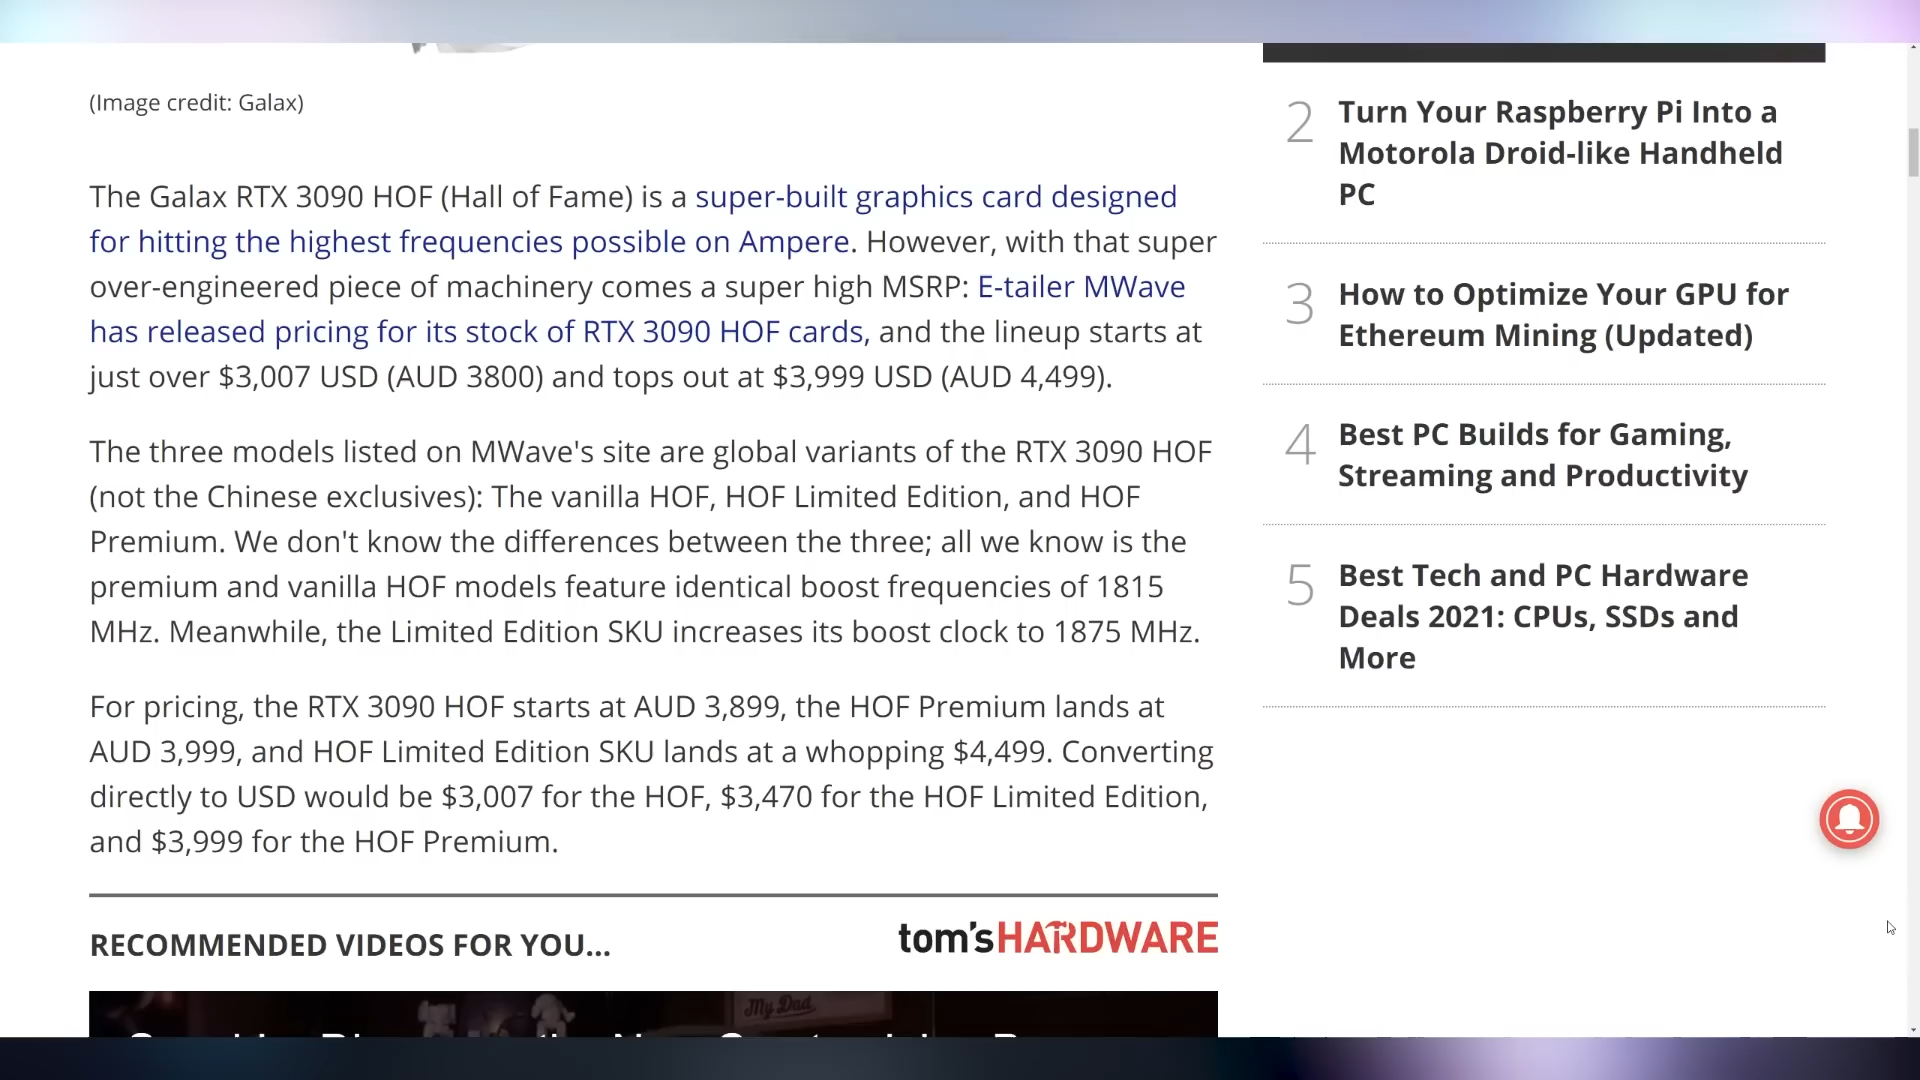 (Image credit: Galax)
The Galax RTX 3090 HOF (Hall of Fame) is a super-built graphics card designed
for hitting the highest frequencies possible on Ampere. However, with that super
over-engineered piece of machinery comes a super high MSRP: E-tailer MWave
has released pricing for its stock of RTX 3090 HOF cards, and the lineup starts at
just over $3,007 USD (AUD 3800) and tops out at $3,999 USD (AUD 4,499).
The three models listed on MWave's site are global variants of the RTX 3090 HOF
(not the Chinese exclusives): The vanilla HOF, HOF Limited Edition, and HOF
Premium. We don't know the differences between the three; all we know is the
premium and vanilla HOF models feature identical boost frequencies of 1815
MHz. Meanwhile, the Limited Edition SKU increases its boost clock to 1875 MHz.
For pricing, the RTX 3090 HOF starts at AUD 3,899, the HOF Premium lands at
AUD 3,999, and HOF Limited Edition SKU lands at a whopping $4,499. Converting
directly to USD would be $3,007 for the HOF, $3,470 for the HOF Limited Edition,
and $3,999 for the HOF Premium.
RECOMMENDED VIDEOS FOR YOU...
tom'sHARDWARE
My Dad
2
Turn Your Raspberry Pi Into a
Motorola Droid-like Handheld
PC
3
How to Optimize Your GPU for
Ethereum Mining (Updated)
4
Best PC Builds for Gaming,
Streaming and Productivity
5
Best Tech and PC Hardware
Deals 2021: CPUs, SSDs and
More